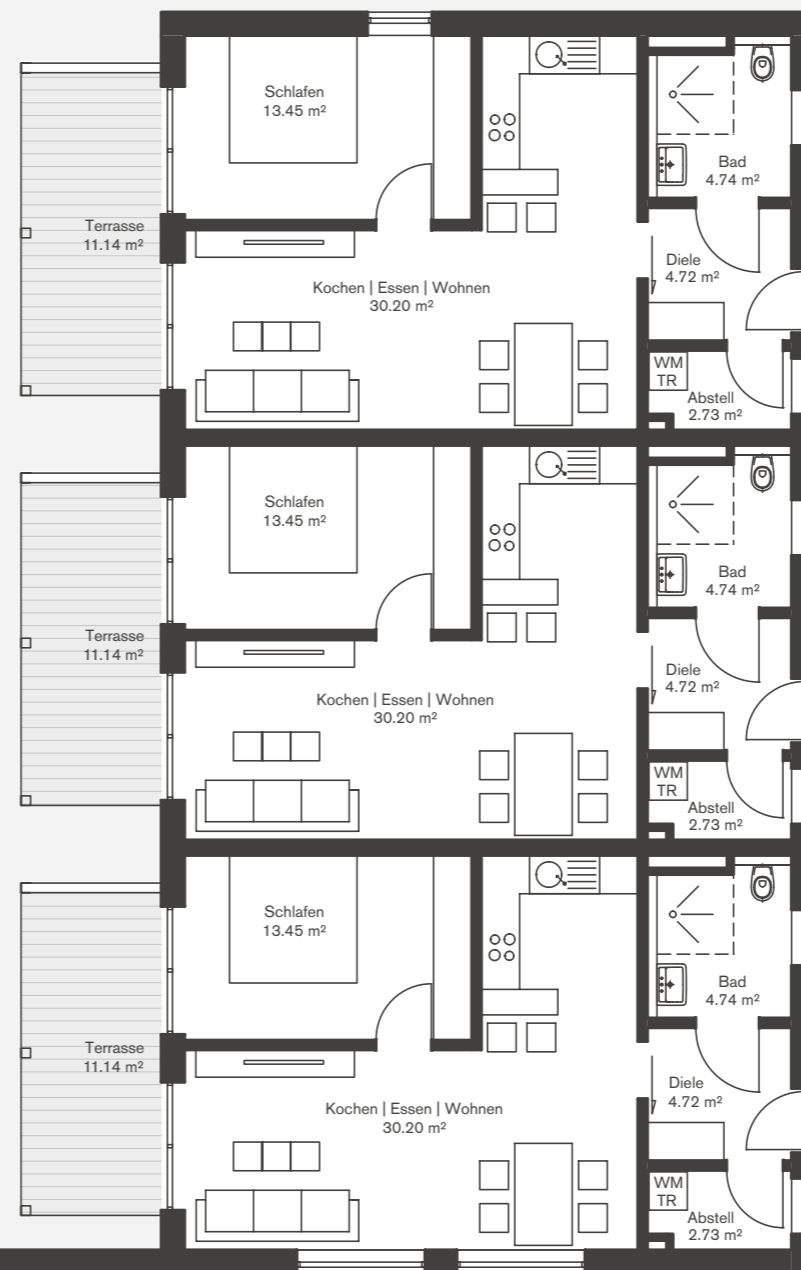 Schlafen
13.45 m²
Bad
4.74 m²
Terrasse
11.14 m²
Diele
4.72 m²
Kochen | Essen | Wohnen
30.20 m²
WM
TR
Abstell
2.73 m²
Schlafen
13.45 m²
Bad
4.74 m²
Terrasse
11.14 m²
Diele
4.72 m²
Kochen | Essen | Wohnen
30.20 m²
WM
TR
Abstell
2.73 m²
Schlafen
13.45 m²
Bad
4.74 m²
Terrasse
11.14 m²
Diele
4.72 m²
Kochen | Essen | Wohnen
30.20 m²
WM
TR
Abstell
2.73 m²